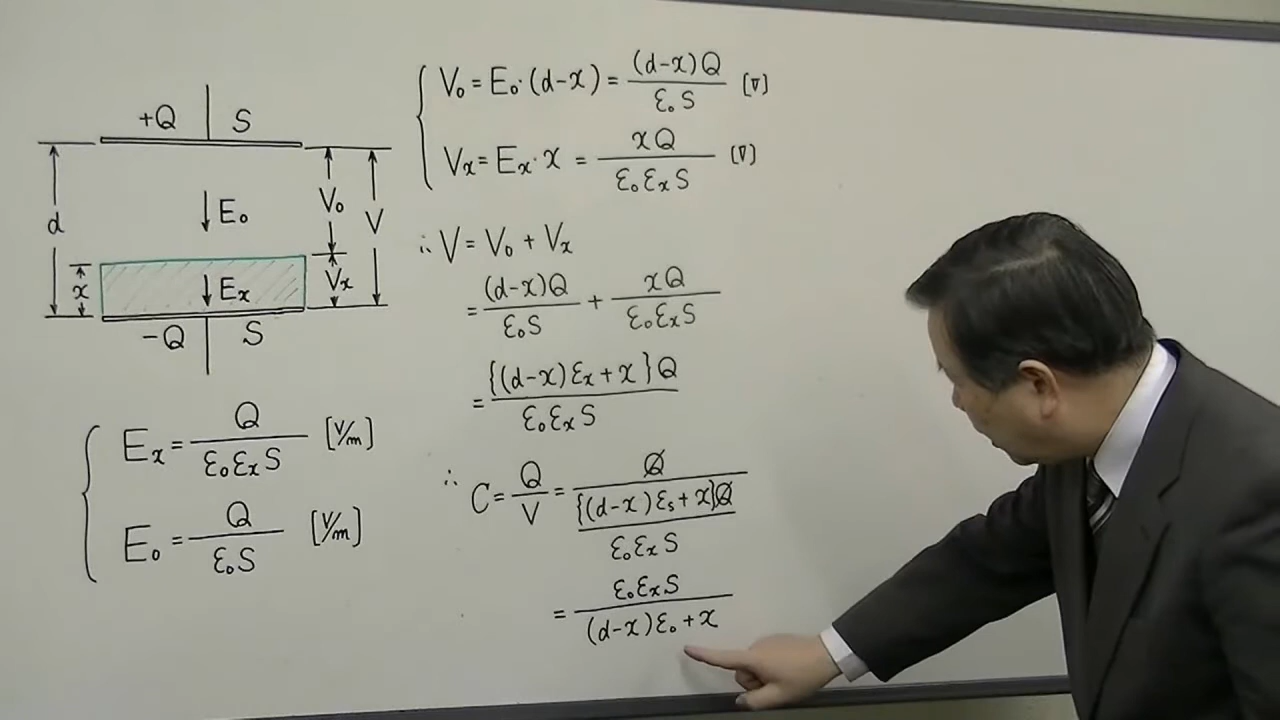 +Q S
d
E₀
V₀
V
x
Eₓ
Vₓ
−Q S
Eₓ = Q / ε₀εₓS [V/m]
E₀ = Q / ε₀S [V/m]
V₀ = E₀·(d−x) = (d−x)Q / ε₀S [V]
Vₓ = Eₓ·x = xQ / ε₀εₓS [V]
∴ V = V₀ + Vₓ
= (d−x)Q / ε₀S + xQ / ε₀εₓS
= {(d−x)εₓ+x}Q / ε₀εₓS
∴ C = Q / V = Q / ({(d−x)εₛ+x}Q / ε₀εₓS)
= ε₀εₓS / (d−x)ε₀+x